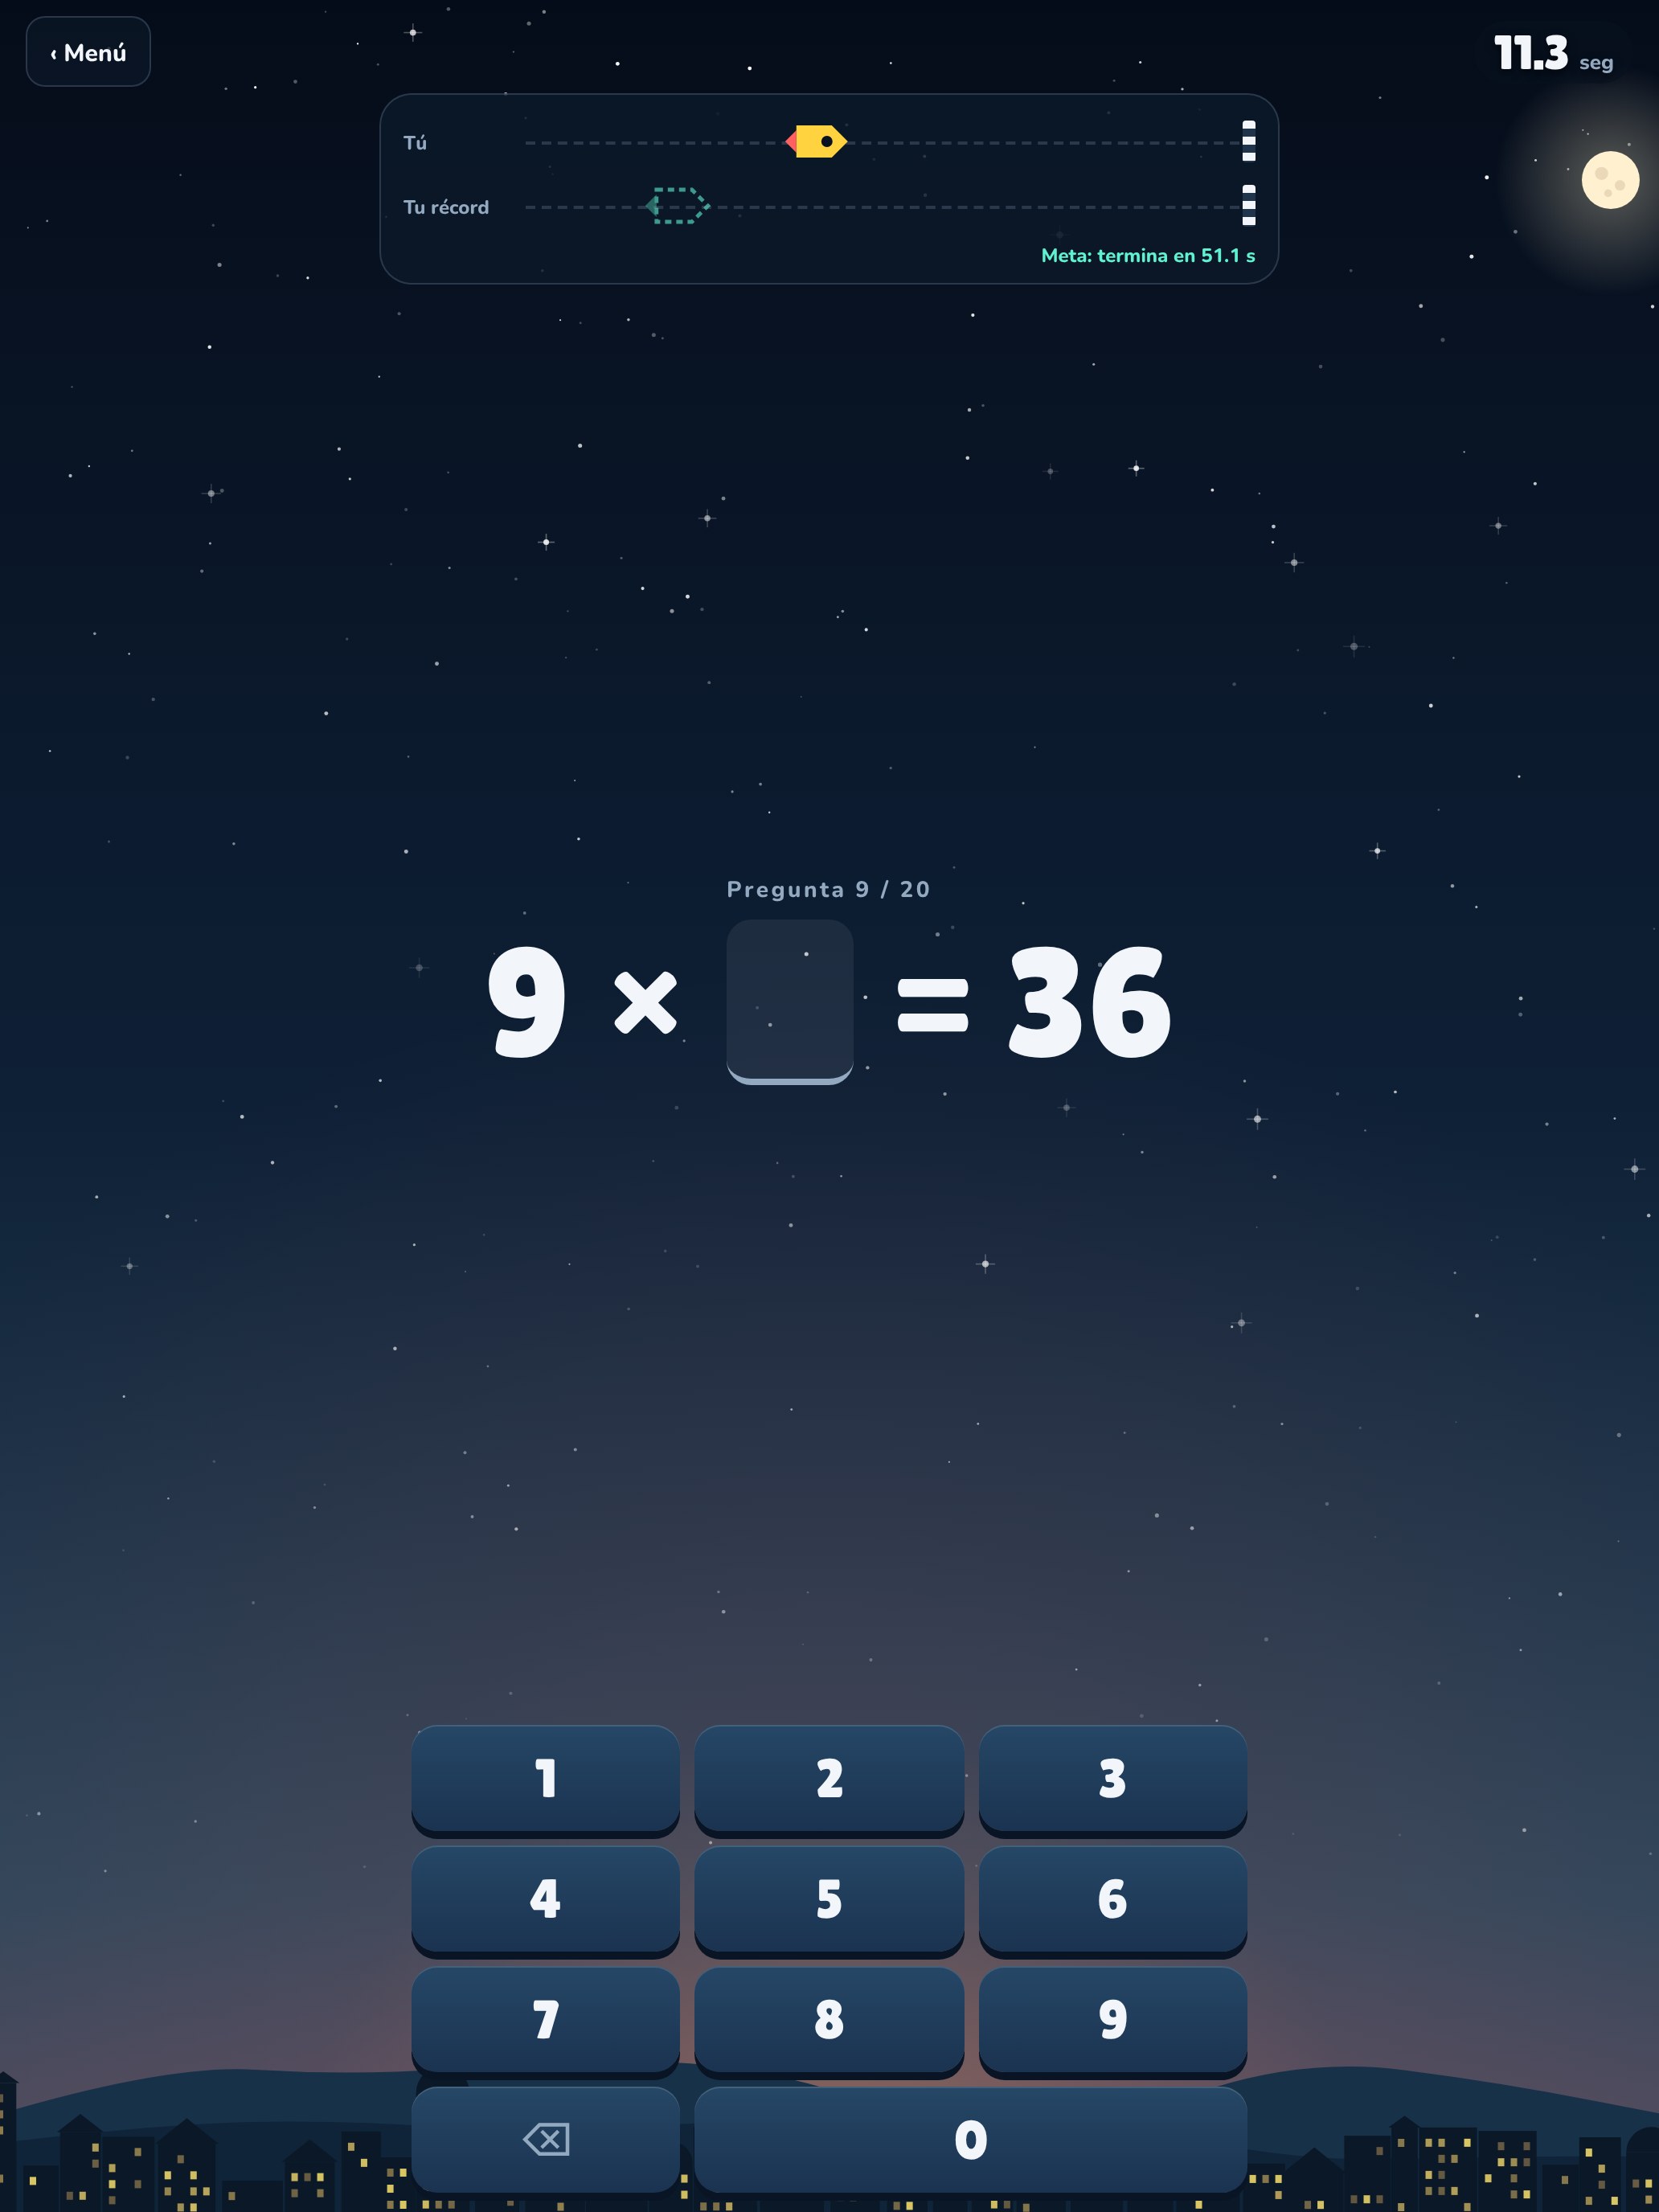 ‹ Menú
11.3 seg
Tú
Tu récord
Meta: termina en 51.1 s
Pregunta 9 / 20
9 × = 36
1 2 3
4 5 6
7 8 9
0